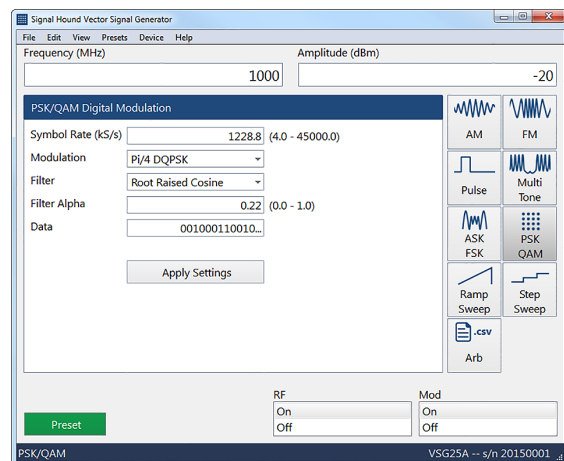 Signal Hound Vector Signal Generator
File Edit View Presets Device Help
Frequency (MHz) Amplitude (dBm)
1000 -20
PSK/QAM Digital Modulation
Symbol Rate (kS/s) 1228.8 (4.0 - 45000.0)
Modulation Pi/4 DQPSK
Filter Root Raised Cosine
Filter Alpha 0.22 (0.0 - 1.0)
Data 001000110010...
Apply Settings
AM FM
Pulse Multi
Tone
ASK PSK
FSK QAM
Ramp Step
Sweep Sweep
.csv
Arb
RF Mod
On On
Off Off
Preset
PSK/QAM VSG25A -- s/n 20150001